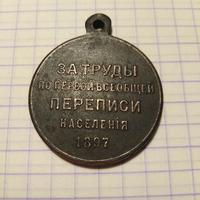 ЗА ТРУДЫ
ПО ПЕРВОЙ ВСЕОБЩЕЙ
ПЕРЕПИСИ
НАСЕЛЕНІЯ
1897